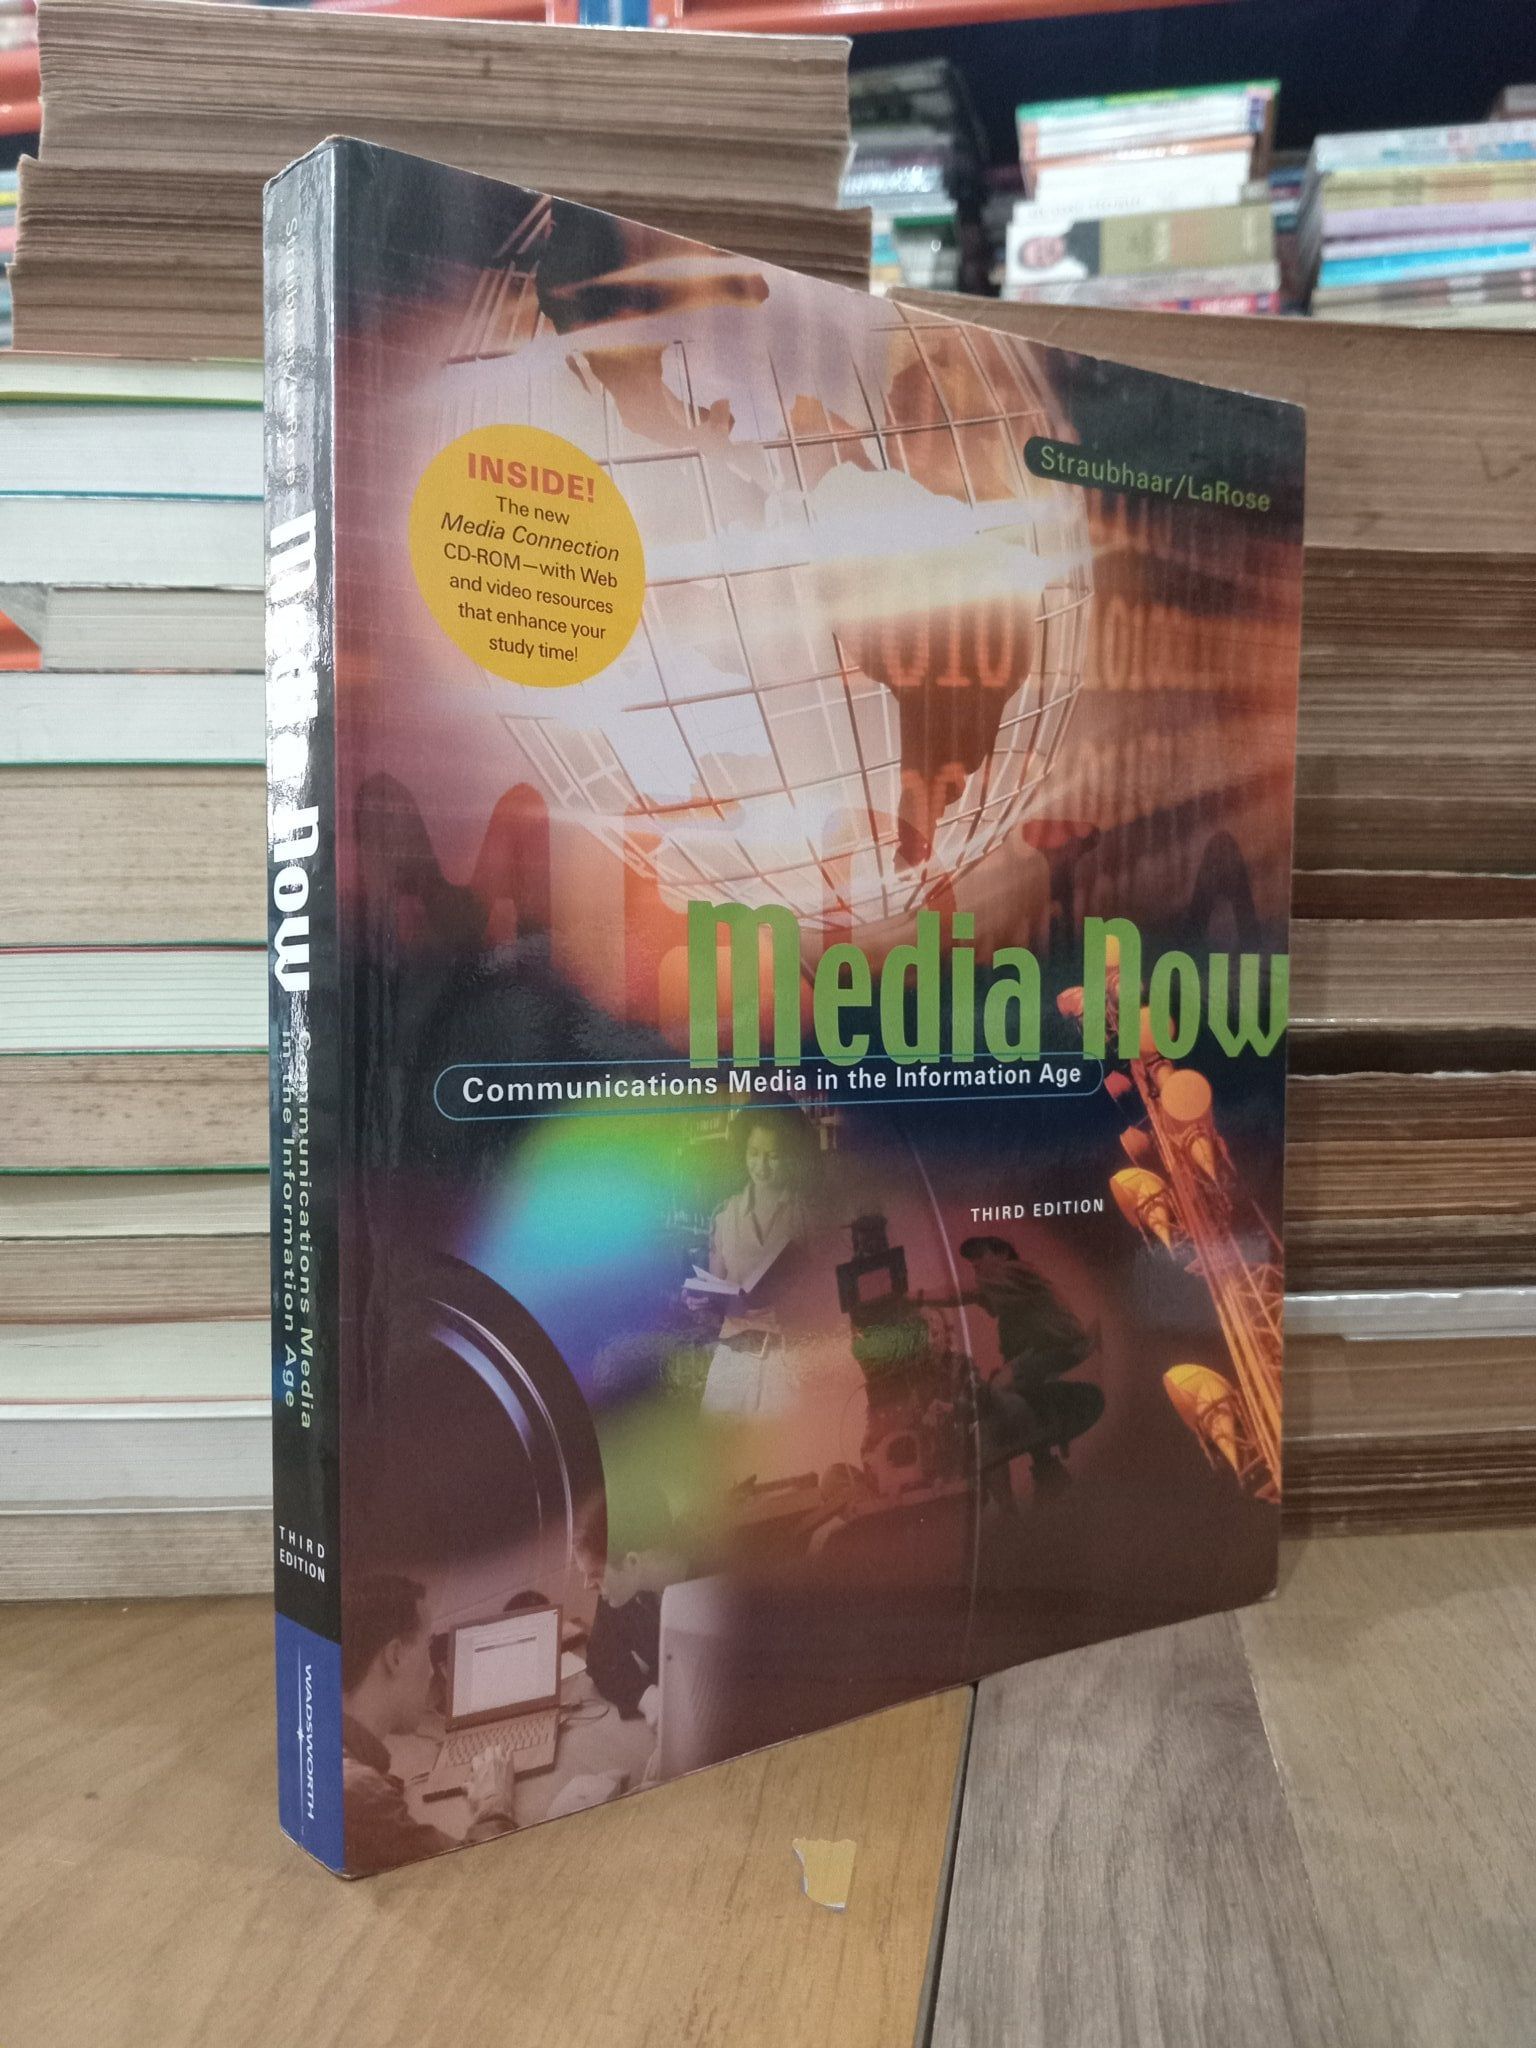 Straubhaar/LaRose
INSIDE!
The new
Media Connection
CD-ROM—with Web
and video resources
that enhance your
study time!
Media Now
Communications Media in the Information Age
THIRD EDITION
Straubhaar/LaRose
Media Now
Communications Media
in the Information Age
THIRD
EDITION
WADSWORTH